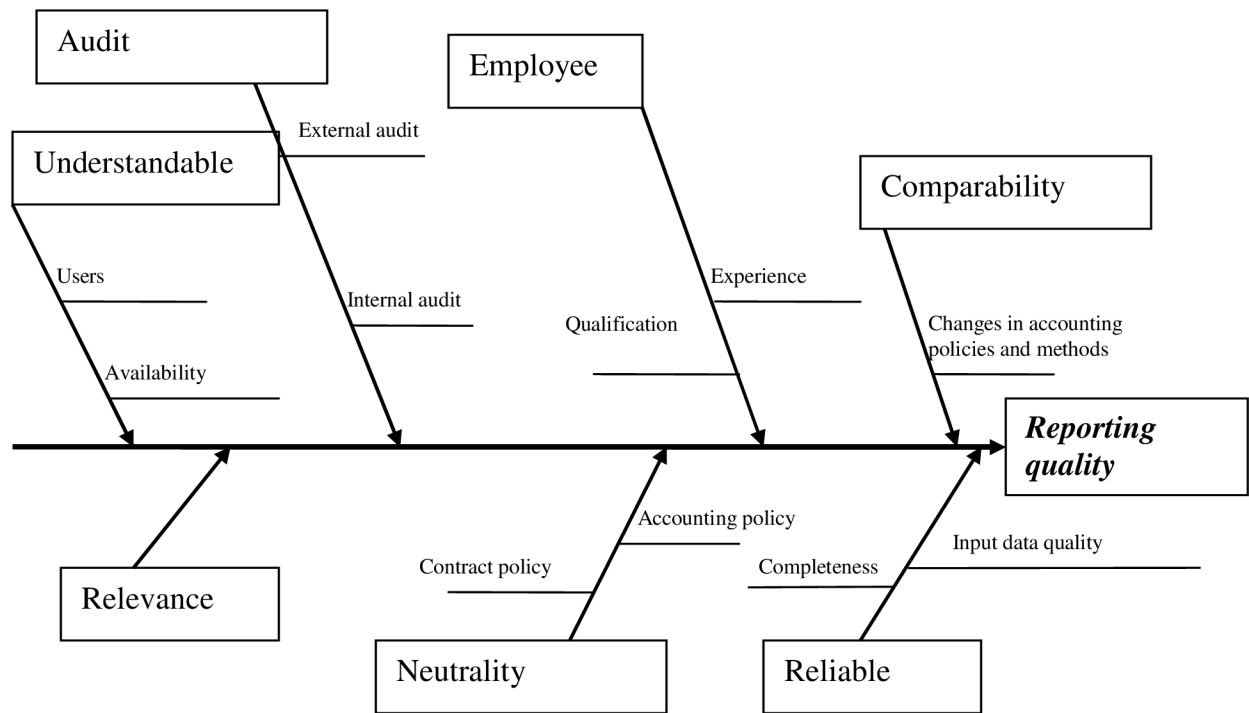 Audit
Employee
External audit
Understandable
Comparability
Users
Experience
Internal audit
Qualification
Changes in accounting
policies and methods
Availability
Reporting
quality
Accounting policy
Input data quality
Contract policy
Completeness
Relevance
Neutrality
Reliable